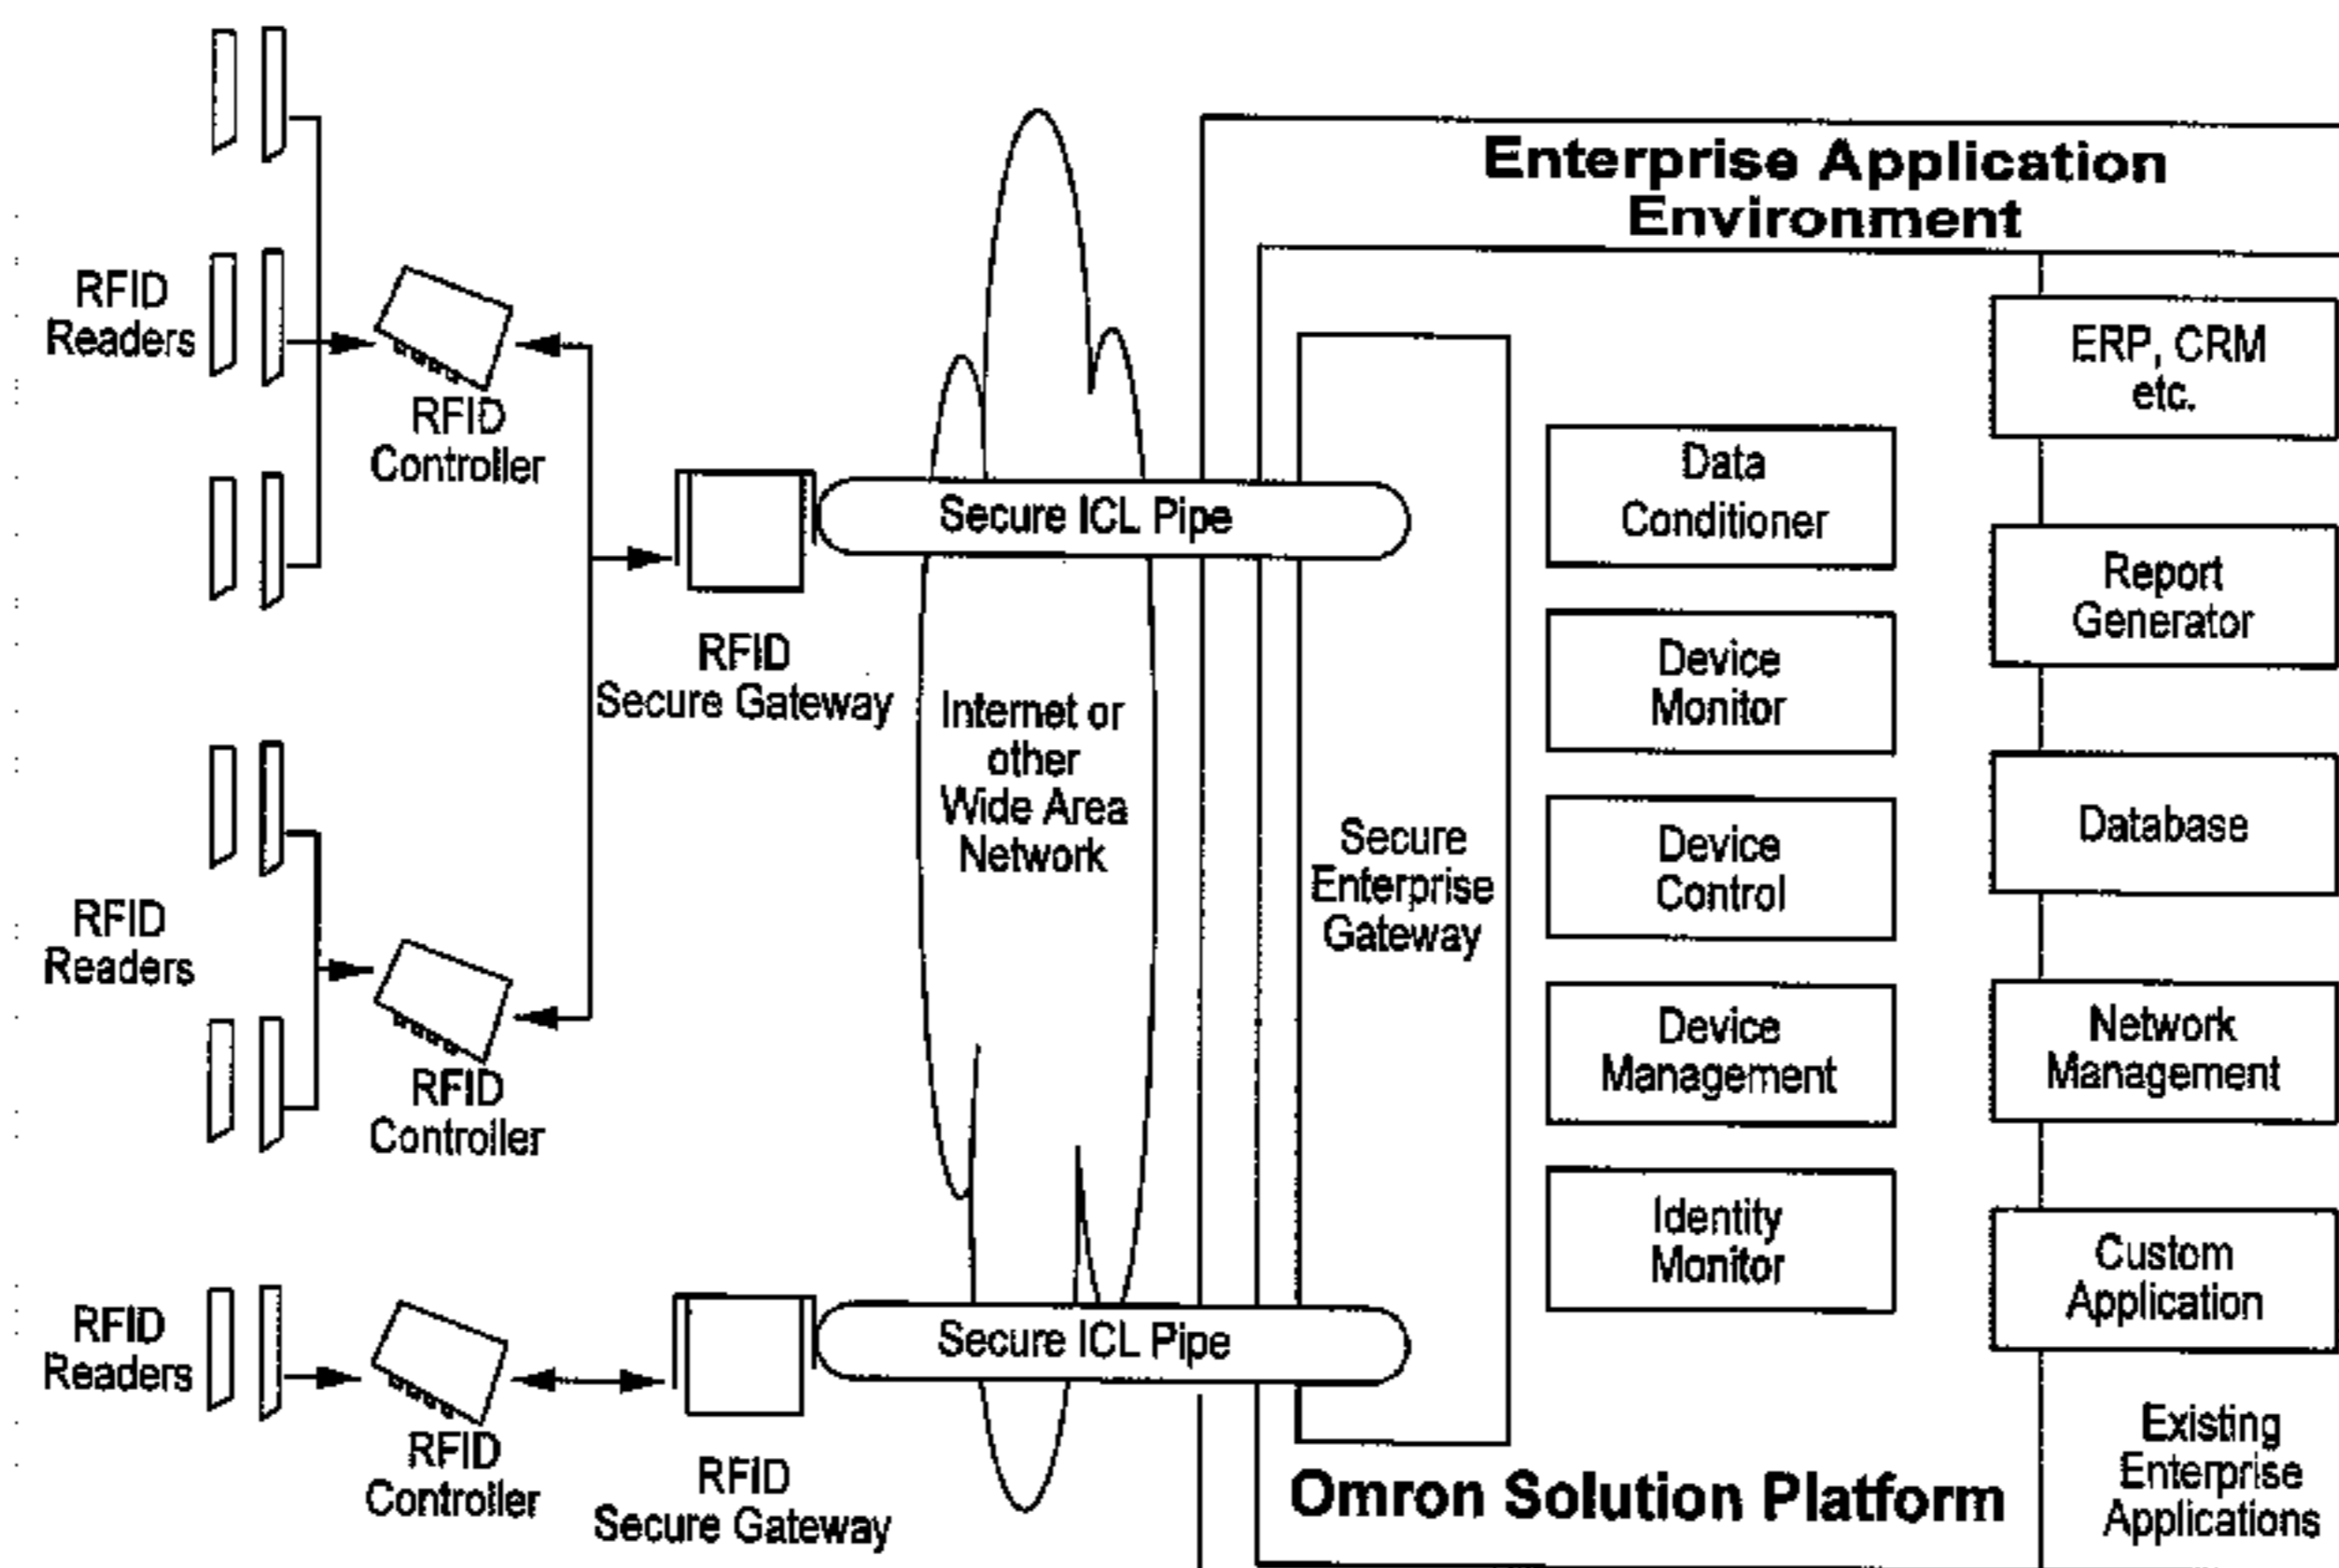 Enterprise Application
Environment
RFID
Readers
RFID
Controller
RFID
Secure Gateway
Secure ICL Pipe
Internet or
other
Wide Area
Network
Secure
Enterprise
Gateway
Data
Conditioner
Device
Monitor
Device
Control
Device
Management
Identity
Monitor
ERP, CRM
etc.
Report
Generator
Database
Network
Management
Custom
Application
Existing
Enterprise
Applications
RFID
Readers
RFID
Controller
RFID
Readers
RFID
Controller
RFID
Secure Gateway
Secure ICL Pipe
Omron Solution Platform